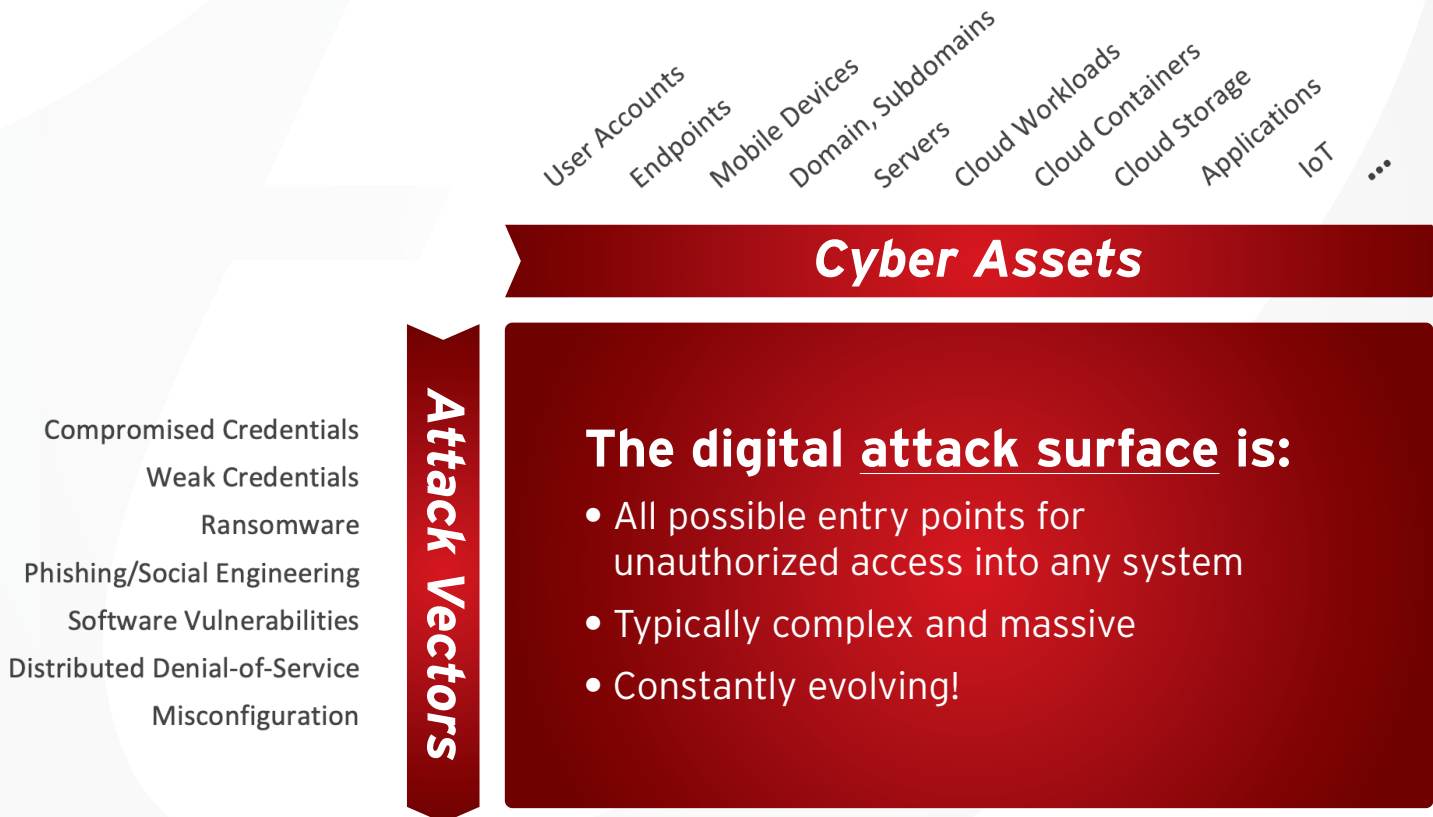 User Accounts
Endpoints
Mobile Devices
Domain, Subdomains
Servers
Cloud Workloads
Cloud Containers
Cloud Storage
Applications
IoT
...
Cyber Assets
Attack Vectors
Compromised Credentials
Weak Credentials
Ransomware
Phishing/Social Engineering
Software Vulnerabilities
Distributed Denial-of-Service
Misconfiguration
The digital attack surface is:
• All possible entry points for
unauthorized access into any system
• Typically complex and massive
• Constantly evolving!